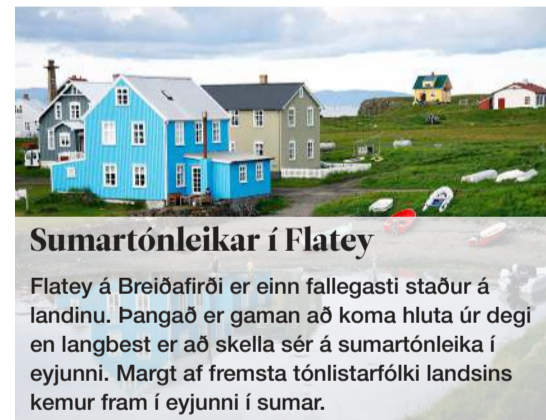 Sumartónleikar í Flatey
Flatey á Breiðafirði er einn fallegasti staður á
landinu. Þangað er gaman að koma hluta úr degi
en langbest er að skella sér á sumartónleika í
eyjunni. Margt af fremsta tónlistarfólki landsins
kemur fram í eyjunni í sumar.